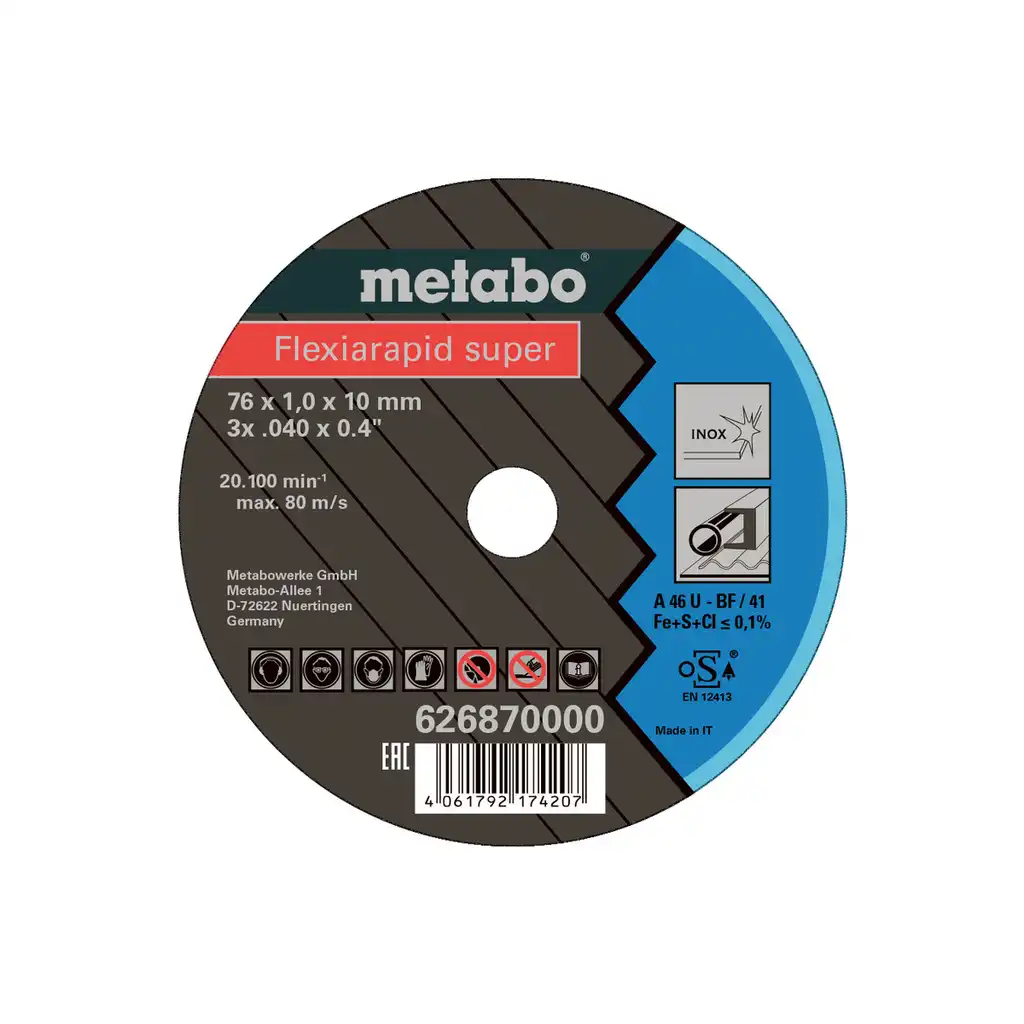 metabo®
Flexiarapid super
76 x 1,0 x 10 mm
3x .040 x 0.4"
20.100 min⁻¹
max. 80 m/s
Metabowerke GmbH
Metabo-Allee 1
D-72622 Nuertingen
Germany
INOX
A 46 U - BF / 41
Fe+S+Cl ≤ 0,1%
oSa®
EN 12413
Made in IT
626870000
EAC
4 061792 174207